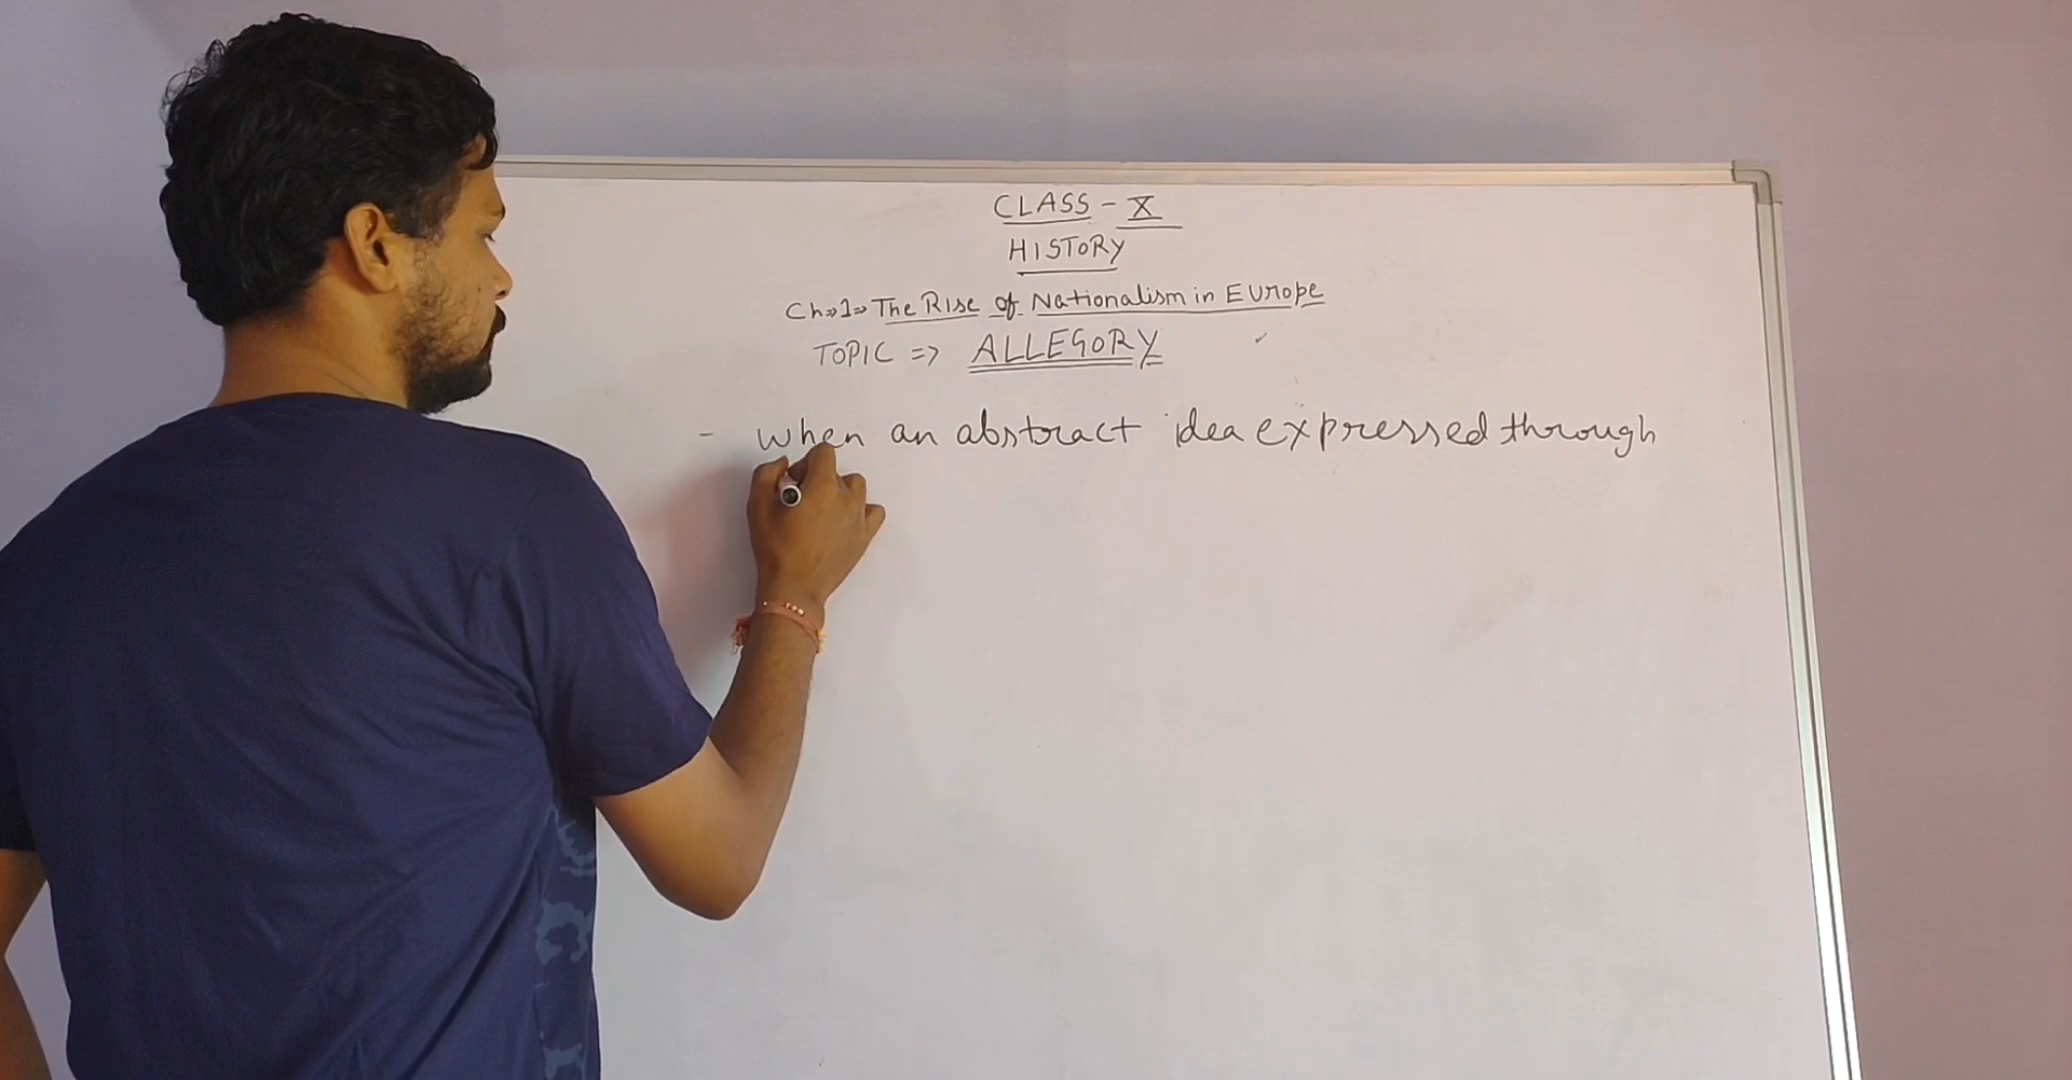 CLASS - X
HISTORY
Ch⇒1⇒ The Rise of Nationalism in Europe
TOPIC => ALLEGORY
- when an abstract idea expressed through